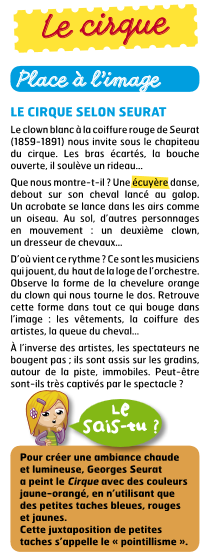 Le cirque
Place à l'image
LE CIRQUE SELON SEURAT
Le clown blanc à la coiffure rouge de Seurat
(1859-1891) nous invite sous le chapiteau
du cirque. Les bras écartés, la bouche
ouverte, il soulève un rideau...
Que nous montre-t-il ? Une écuyère danse,
debout sur son cheval lancé au galop.
Un acrobate se lance dans les airs comme
un oiseau. Au sol, d'autres personnages
en mouvement : un deuxième clown,
un dresseur de chevaux...
D'où vient ce rythme ? Ce sont les musiciens
qui jouent, du haut de la loge de l'orchestre.
Observe la forme de la chevelure orange
du clown qui nous tourne le dos. Retrouve
cette forme dans tout ce qui bouge dans
l'image : les vêtements, la coiffure des
artistes, la queue du cheval...
À l'inverse des artistes, les spectateurs ne
bougent pas ; ils sont assis sur les gradins,
autour de la piste, immobiles. Peut-être
sont-ils très captivés par le spectacle ?
Le
sais-tu ?
Pour créer une ambiance chaude
et lumineuse, Georges Seurat
a peint le Cirque avec des couleurs
jaune-orangé, en n'utilisant que
des petites taches bleues, rouges
et jaunes.
Cette juxtaposition de petites
taches s'appelle le « pointillisme ».